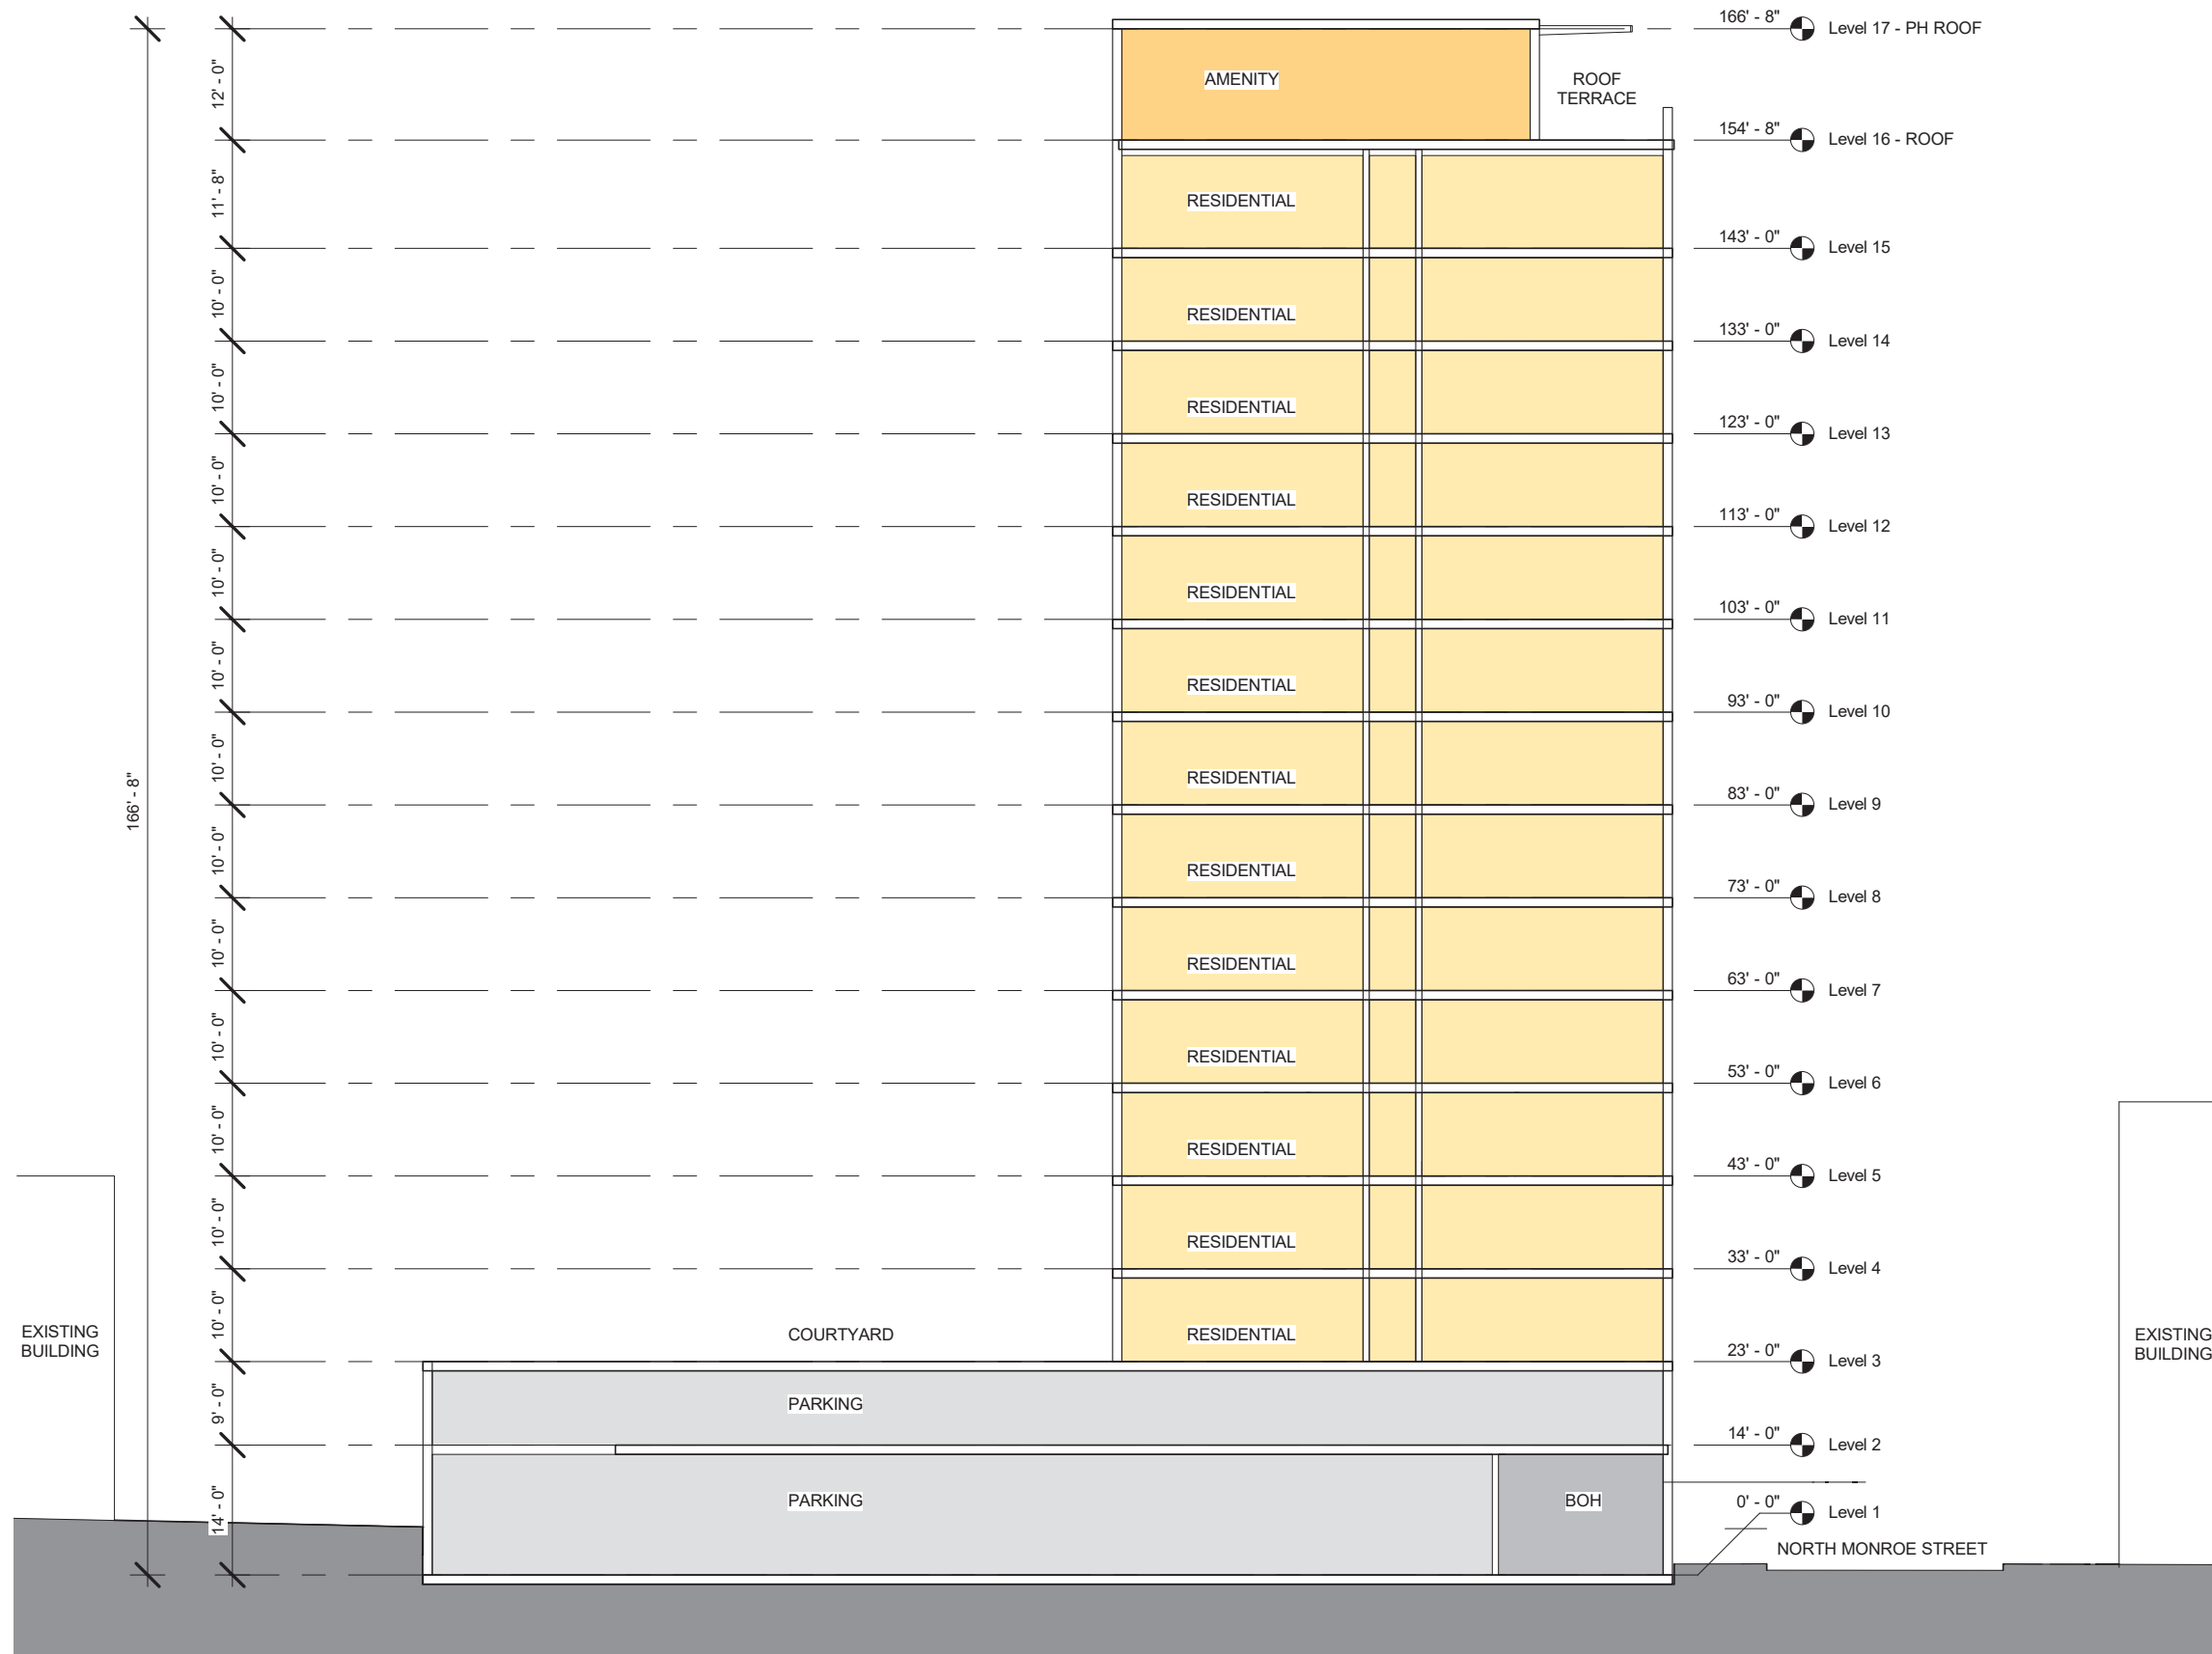 166' - 8"
Level 17 - PH ROOF
12' - 0"
AMENITY
ROOF
TERRACE
154' - 8"
Level 16 - ROOF
11' - 8"
RESIDENTIAL
143' - 0"
Level 15
10' - 0"
RESIDENTIAL
133' - 0"
Level 14
10' - 0"
RESIDENTIAL
123' - 0"
Level 13
10' - 0"
RESIDENTIAL
113' - 0"
Level 12
10' - 0"
RESIDENTIAL
103' - 0"
Level 11
10' - 0"
RESIDENTIAL
93' - 0"
Level 10
166' - 8"
10' - 0"
RESIDENTIAL
83' - 0"
Level 9
10' - 0"
RESIDENTIAL
73' - 0"
Level 8
10' - 0"
RESIDENTIAL
63' - 0"
Level 7
10' - 0"
RESIDENTIAL
53' - 0"
Level 6
10' - 0"
RESIDENTIAL
43' - 0"
Level 5
10' - 0"
RESIDENTIAL
33' - 0"
Level 4
EXISTING
BUILDING
10' - 0"
COURTYARD
RESIDENTIAL
EXISTING
BUILDING
23' - 0"
Level 3
9' - 0"
PARKING
14' - 0"
Level 2
14' - 0"
PARKING
BOH
0' - 0"
Level 1
NORTH MONROE STREET